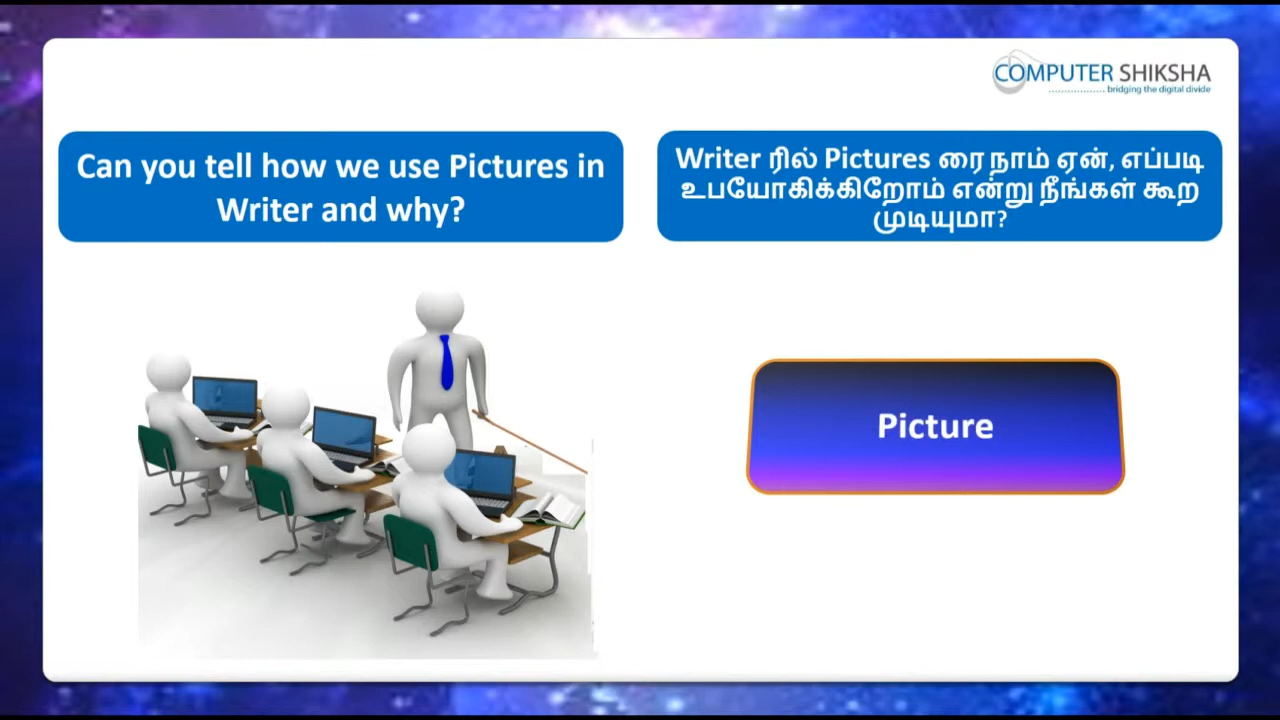 COMPUTER SHIKSHA
bridging the digital divide
Can you tell how we use Pictures in
Writer and why?
Writer ரில் Pictures ரை நாம் ஏன், எப்படி
உபயோகிக்கிறோம் என்று நீங்கள் கூற
முடியுமா?
Picture